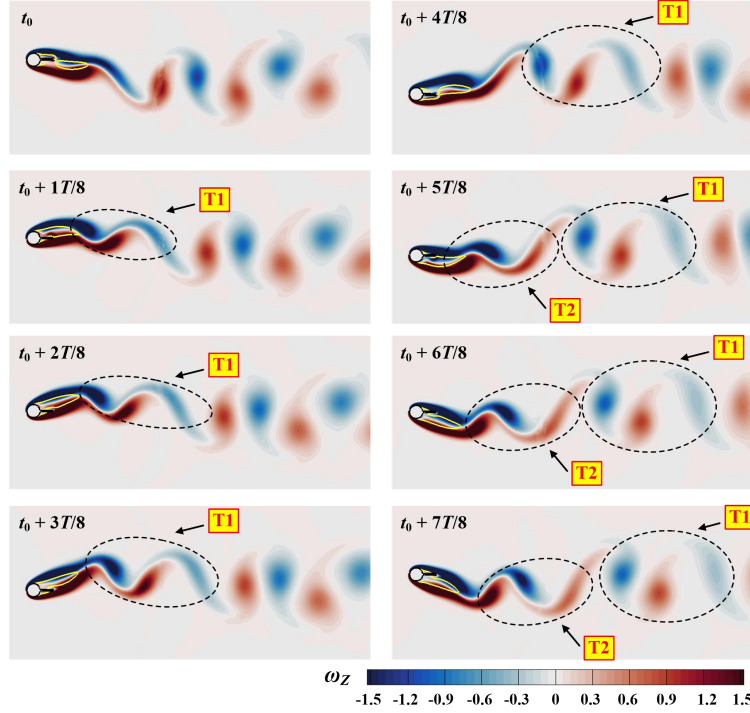 t0
t0 + 4T/8
T1
t0 + 1T/8
T1
t0 + 5T/8
T1
T2
t0 + 2T/8
T1
t0 + 6T/8
T1
T2
t0 + 3T/8
T1
t0 + 7T/8
T1
T2
ωZ
-1.5 -1.2 -0.9 -0.6 -0.3 0 0.3 0.6 0.9 1.2 1.5